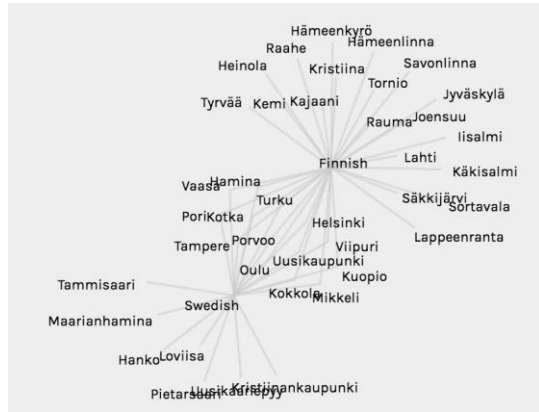 Hämeenkyrö
Raahe
Hämeenlinna
Heinola
Kristiina
Savonlinna
Tornio
Tyrvää
Kemi
Kajaani
Jyväskylä
Rauma
Joensuu
Iisalmi
Finnish
Lahti
Käkisalmi
Hamina
Vaasa
Turku
Säkkijärvi
Sortavala
Pori
Kotka
Helsinki
Lappeenranta
Tampere
Porvoo
Viipuri
Uusikaupunki
Oulu
Kuopio
Tammisaari
Kokkola
Mikkeli
Swedish
Maarianhamina
Hanko
Loviisa
Pietarsaari
Uusikaarlepyy
Kristiinankaupunki